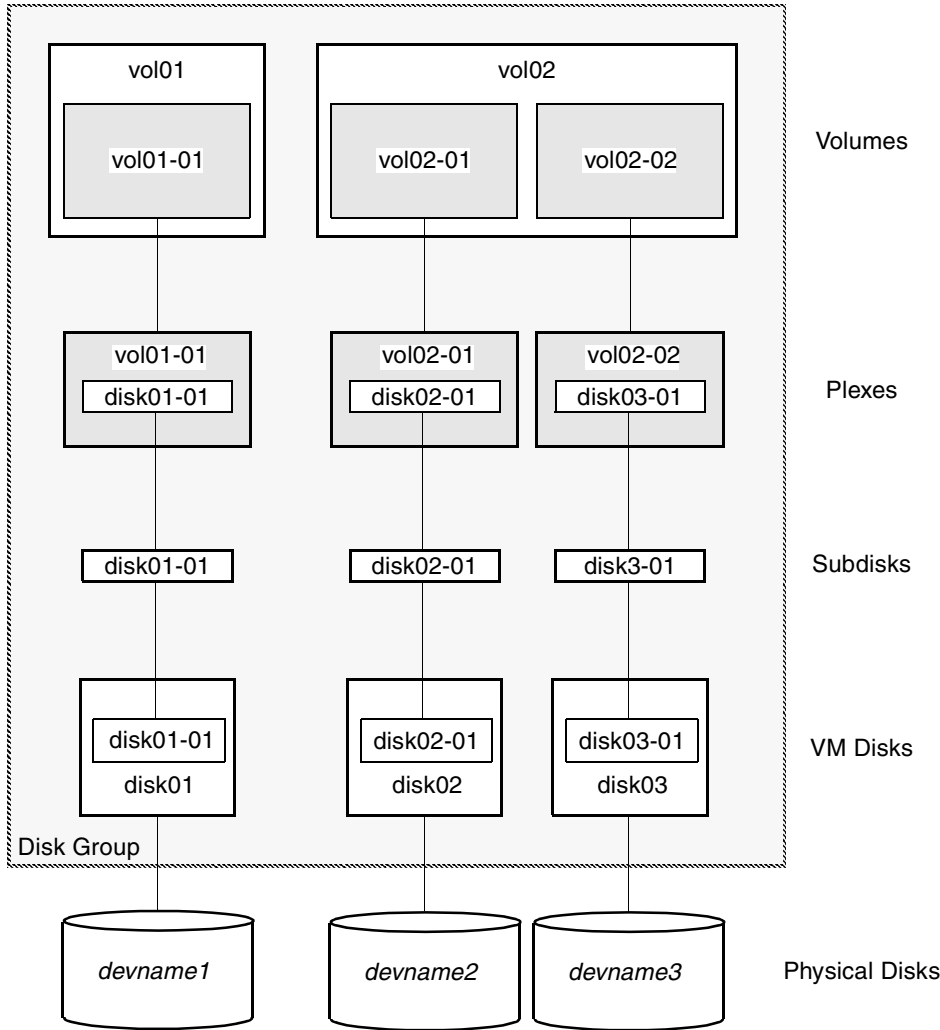 vol01
vol02
Volumes
vol01-01
vol02-01
vol02-02
vol01-01
vol02-01
vol02-02
Plexes
disk01-01
disk02-01
disk03-01
disk01-01
disk02-01
disk3-01
Subdisks
disk01-01
disk02-01
disk03-01
VM Disks
disk01
disk02
disk03
Disk Group
devname1
devname2
devname3
Physical Disks